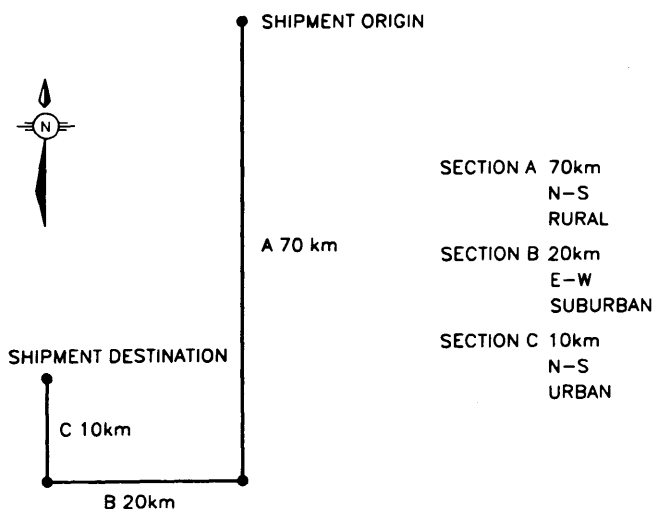 SHIPMENT ORIGIN
N
SECTION A 70km
N-S
RURAL
A 70 km
SECTION B 20km
E-W
SUBURBAN
SECTION C 10km
N-S
URBAN
SHIPMENT DESTINATION
C 10km
B 20km